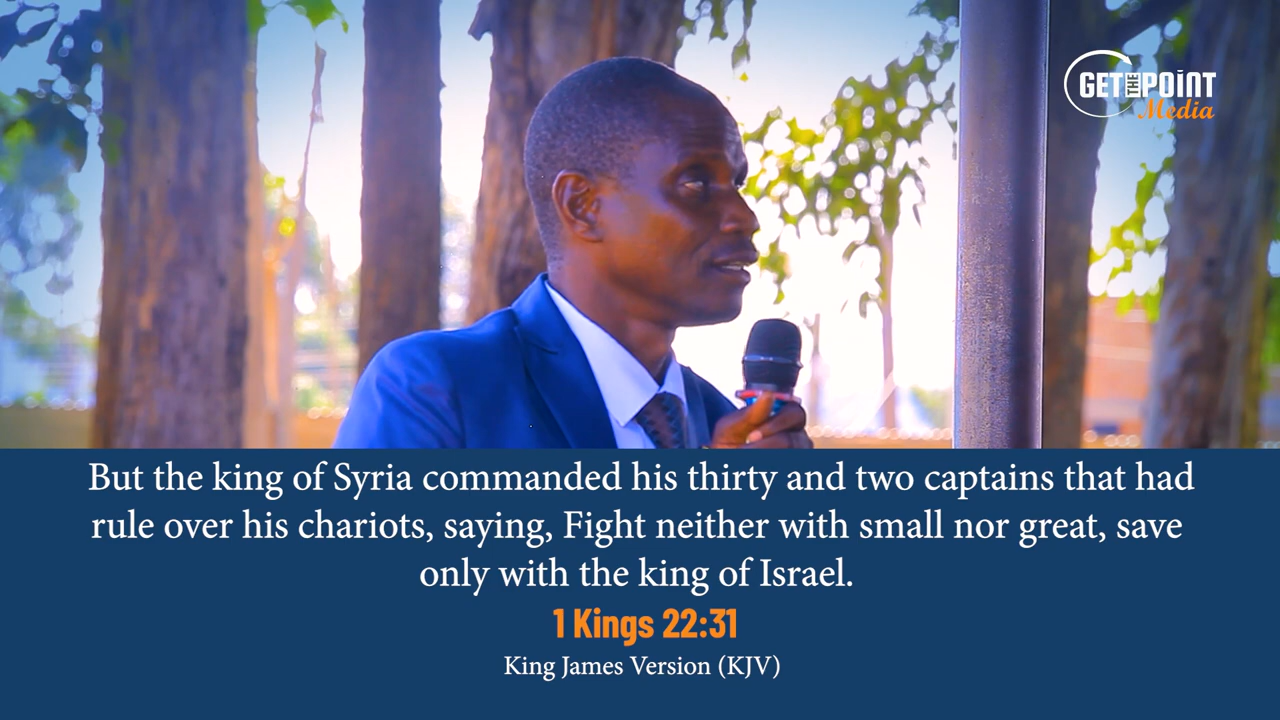 GET THE POINT
Media
But the king of Syria commanded his thirty and two captains that had
rule over his chariots, saying, Fight neither with small nor great, save
only with the king of Israel.
1 Kings 22:31
King James Version (KJV)